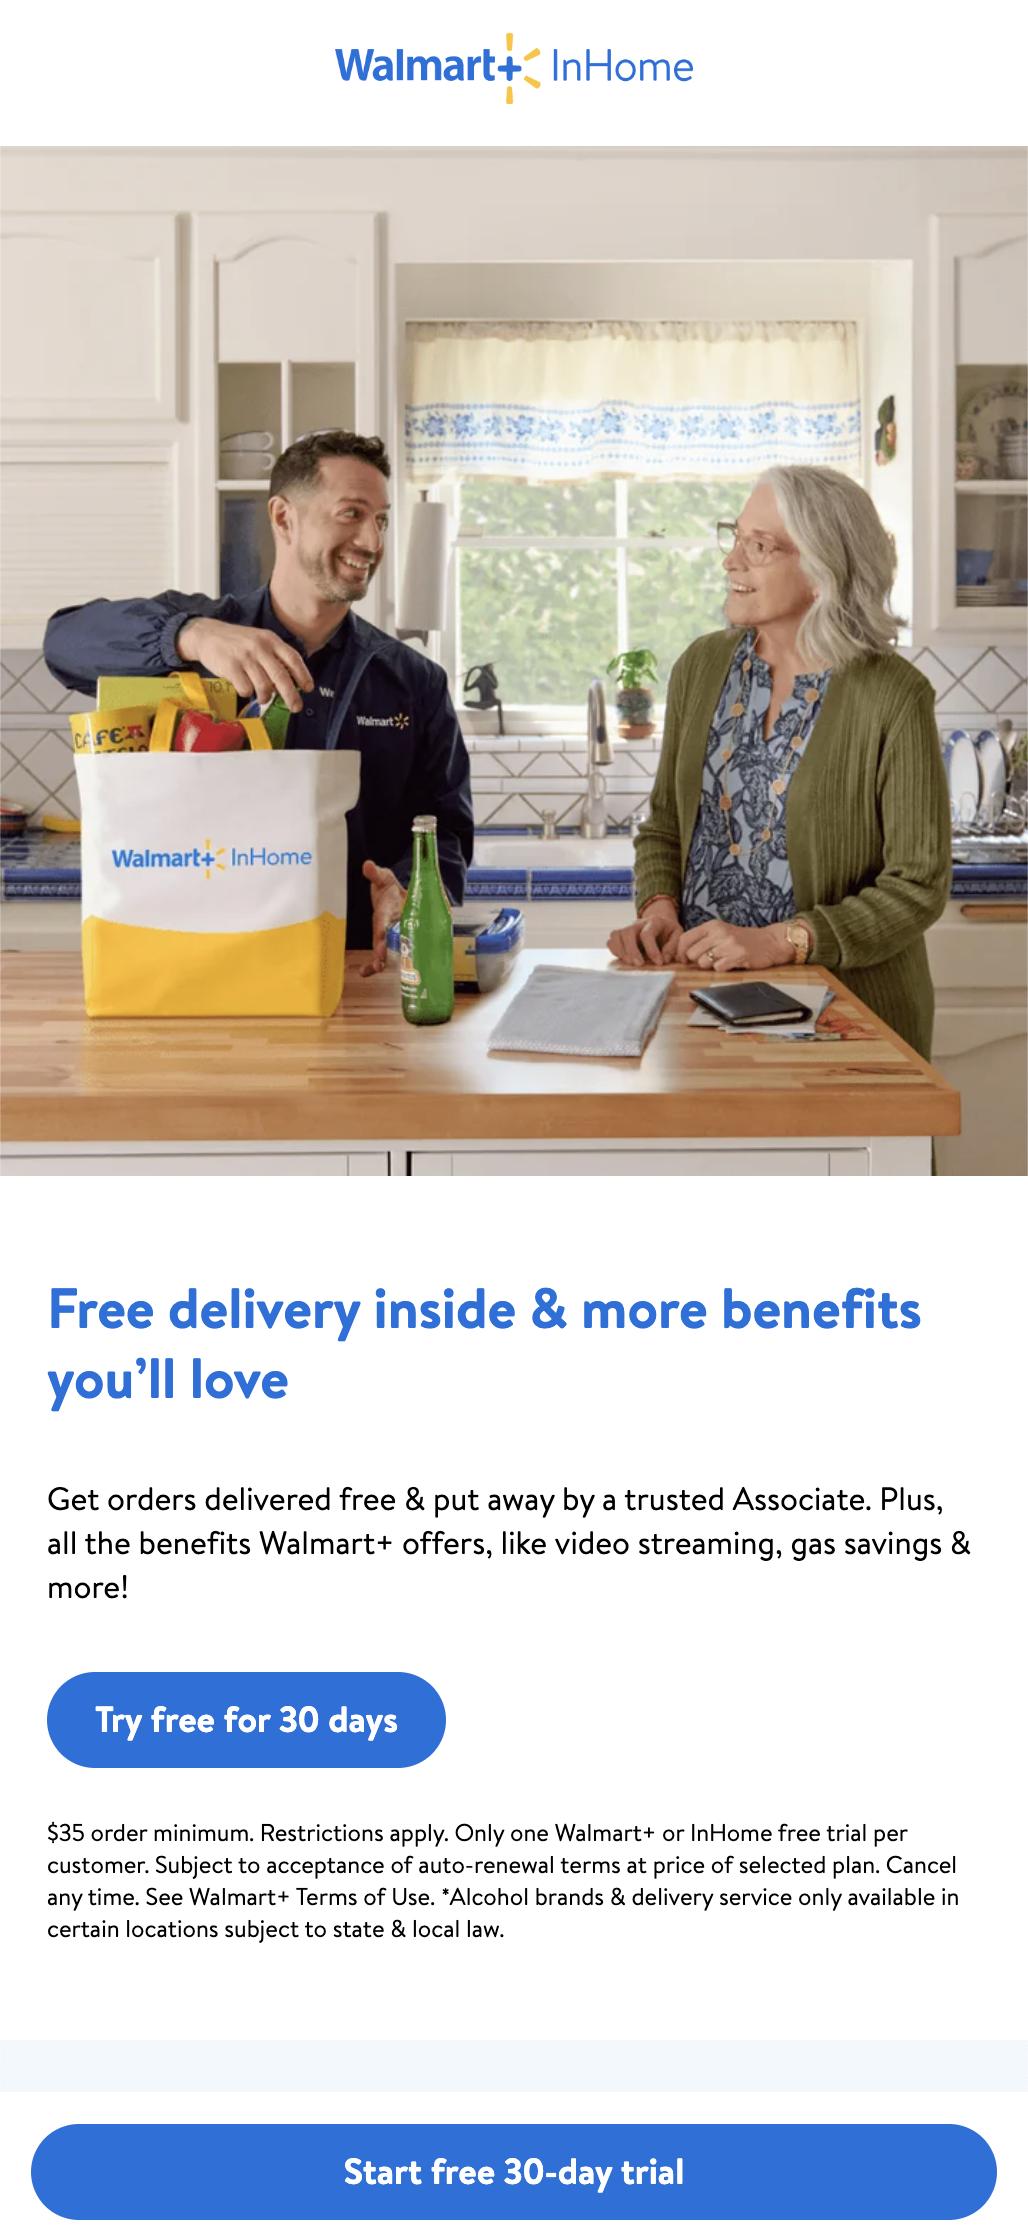 Walmart+ InHome
CAFE
We
Walmart
Walmart+ InHome
Free delivery inside & more benefits
you’ll love
Get orders delivered free & put away by a trusted Associate. Plus,
all the benefits Walmart+ offers, like video streaming, gas savings &
more!
Try free for 30 days
$35 order minimum. Restrictions apply. Only one Walmart+ or InHome free trial per
customer. Subject to acceptance of auto-renewal terms at price of selected plan. Cancel
any time. See Walmart+ Terms of Use. *Alcohol brands & delivery service only available in
certain locations subject to state & local law.
Start free 30-day trial